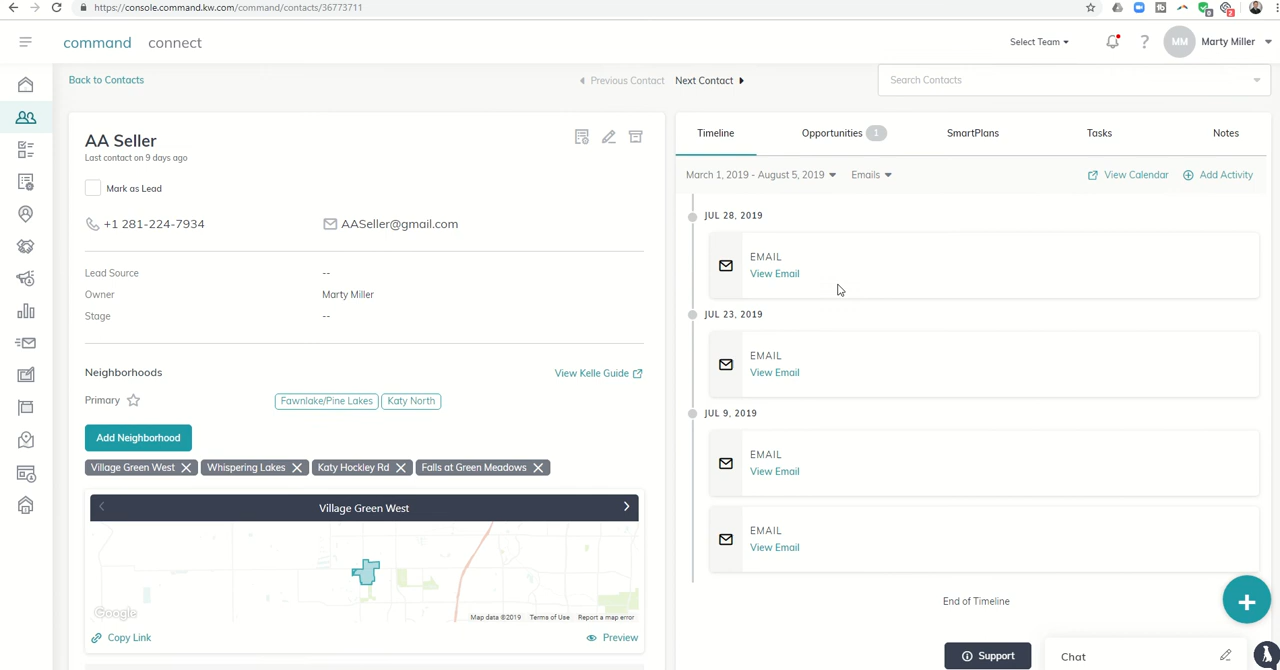 https://console.command.kw.com/command/contacts/36773711
command connect
Select Team
MM
Marty Miller
Back to Contacts
Previous Contact
Next Contact
Search Contacts
AA Seller
Last contact on 9 days ago
Mark as Lead
+1 281-224-7934
AASeller@gmail.com
Lead Source --
Owner Marty Miller
Stage --
Neighborhoods
View Kelle Guide
Primary
Fawnlake/Pine Lakes
Katy North
Add Neighborhood
Village Green West
Whispering Lakes
Katy Hockley Rd
Falls at Green Meadows
Village Green West
Google
Map data ©2019 Terms of Use Report a map error
Copy Link
Preview
Timeline
Opportunities 1
SmartPlans
Tasks
Notes
March 1, 2019 - August 5, 2019
Emails
View Calendar
Add Activity
JUL 28, 2019
EMAIL
View Email
JUL 23, 2019
EMAIL
View Email
JUL 9, 2019
EMAIL
View Email
EMAIL
View Email
End of Timeline
Support
Chat